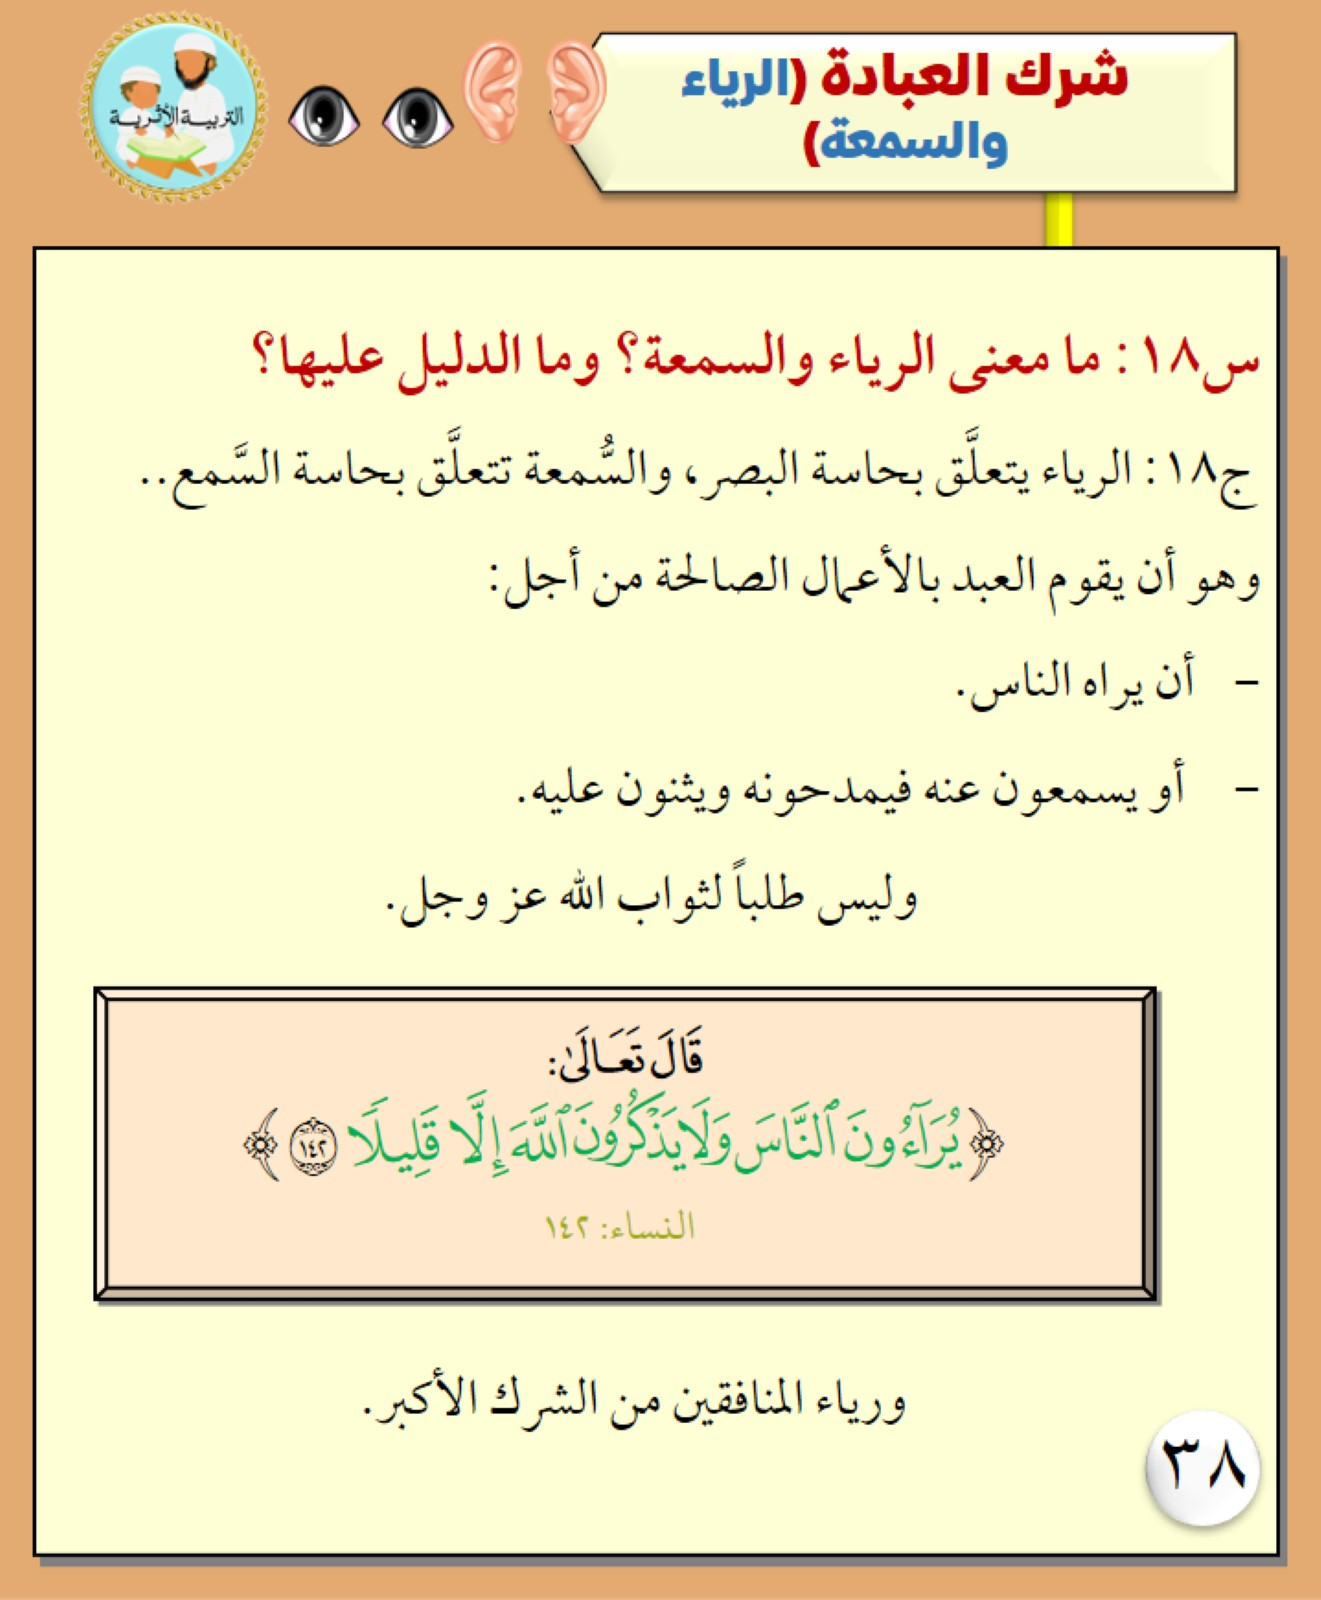 شرك العبادة (الرياء
والسمعة)
التربيــة الأثريــة
س١٨: ما معنى الرياء والسمعة؟ وما الدليل عليها؟
ج١٨: الرياء يتعلَّق بحاسة البصر، والسُّمعة تتعلَّق بحاسة السَّمع..
وهو أن يقوم العبد بالأعمال الصالحة من أجل:
– أن يراه الناس.
– أو يسمعون عنه فيمدحونه ويثنون عليه.
وليس طلباً لثواب الله عز وجل.
قَالَ تَعَالَىٰ:
﴿يُرَآءُونَ ٱلنَّاسَ وَلَا يَذْكُرُونَ ٱللَّهَ إِلَّا قَلِيلًا ١٤٢﴾
النساء: ١٤٢
ورياء المنافقين من الشرك الأكبر.
٣٨